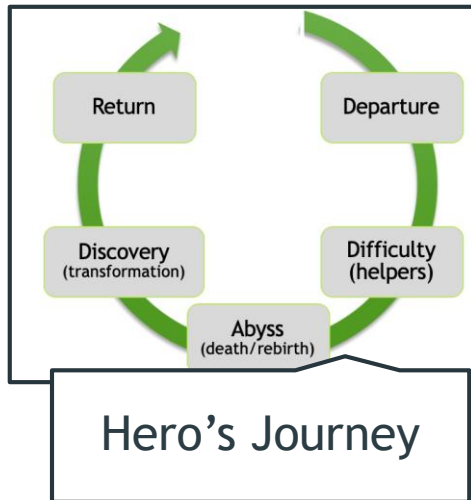 Return
Departure
Discovery
(transformation)
Difficulty
(helpers)
Abyss
(death/rebirth)
Hero’s Journey